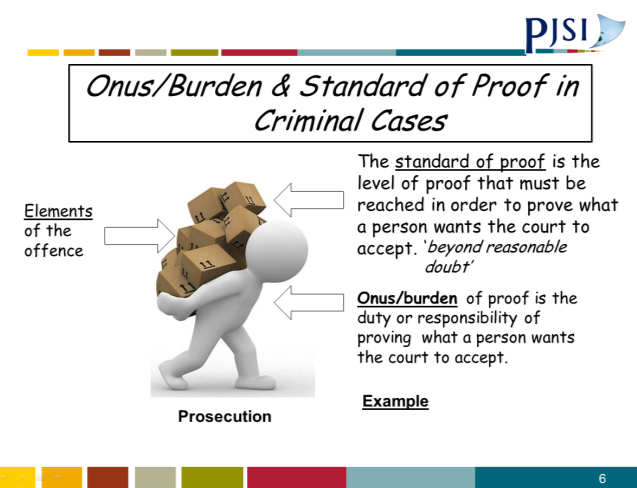 PJSI
Onus/Burden & Standard of Proof in
Criminal Cases
The standard of proof is the
level of proof that must be
reached in order to prove what
a person wants the court to
accept. ‘beyond reasonable
doubt’
Elements
of the
offence
Onus/burden of proof is the
duty or responsibility of
proving what a person wants
the court to accept.
Example
Prosecution
6